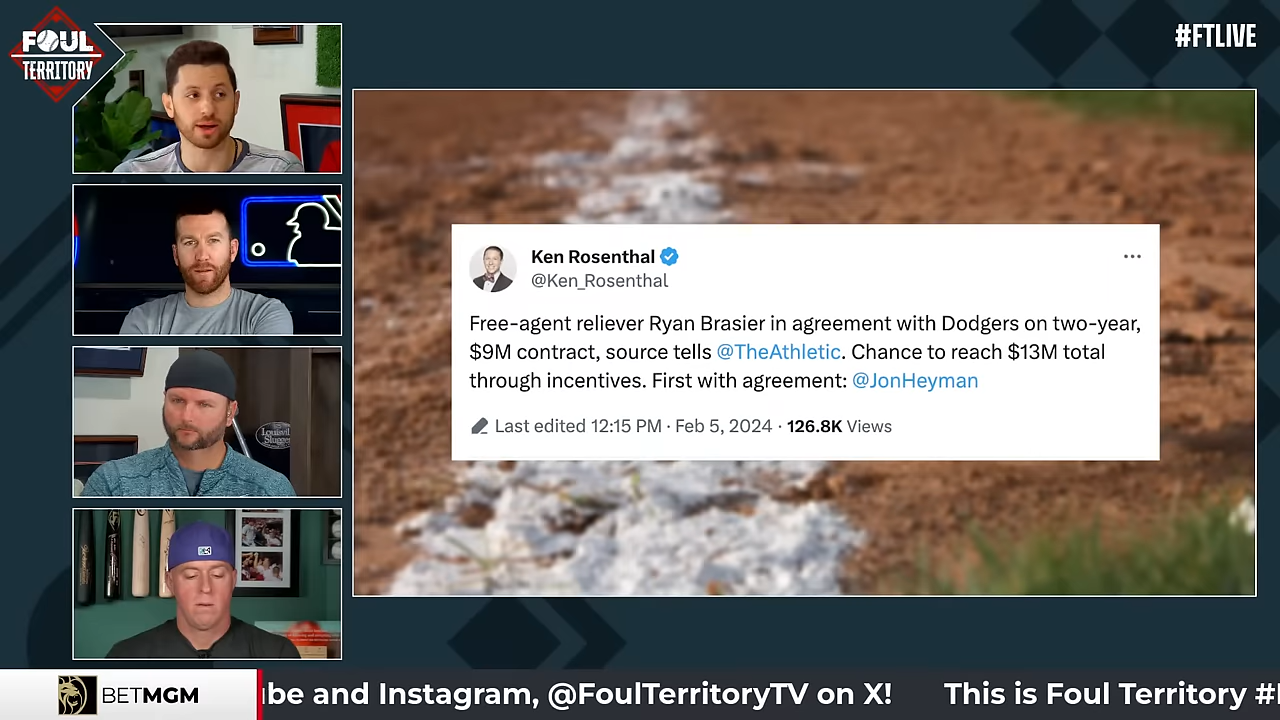 FOUL
TERRITORY
#FTLIVE
Ken Rosenthal
@Ken_Rosenthal
Free-agent reliever Ryan Brasier in agreement with Dodgers on two-year,
$9M contract, source tells @TheAthletic. Chance to reach $13M total
through incentives. First with agreement: @JonHeyman
Last edited 12:15 PM · Feb 5, 2024 · 126.8K Views
Louisville
Slugger
BETMGM
and Instagram, @FoulTerritoryTV on X! This is Foul Territory